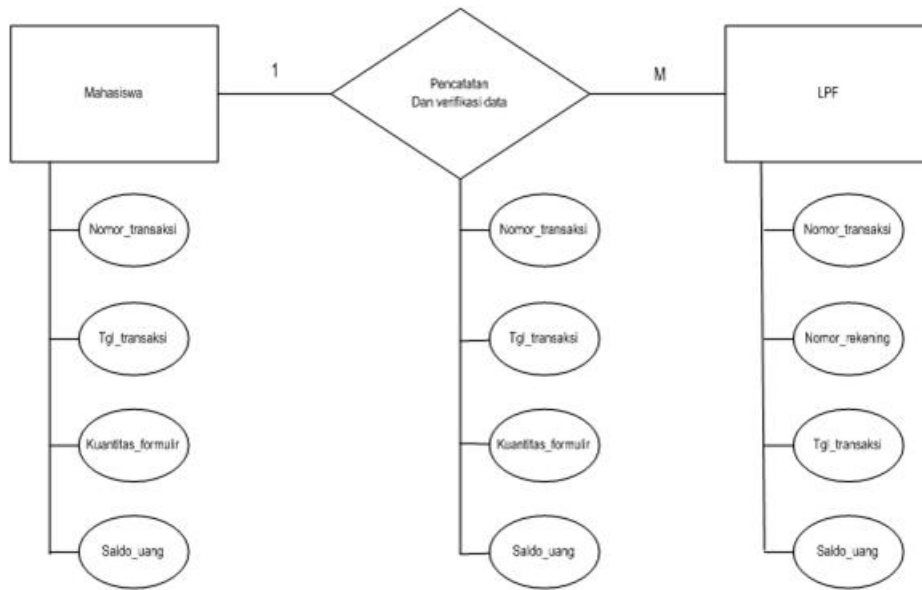 Mahasiswa
1
Pencatatan
Dan verifikasi data
M
LPF
Nomor_transaksi
Tgl_transaksi
Kuantitas_formulir
Saldo_uang
Nomor_transaksi
Tgl_transaksi
Kuantitas_formulir
Saldo_uang
Nomor_transaksi
Nomor_rekening
Tgl_transaksi
Saldo_uang